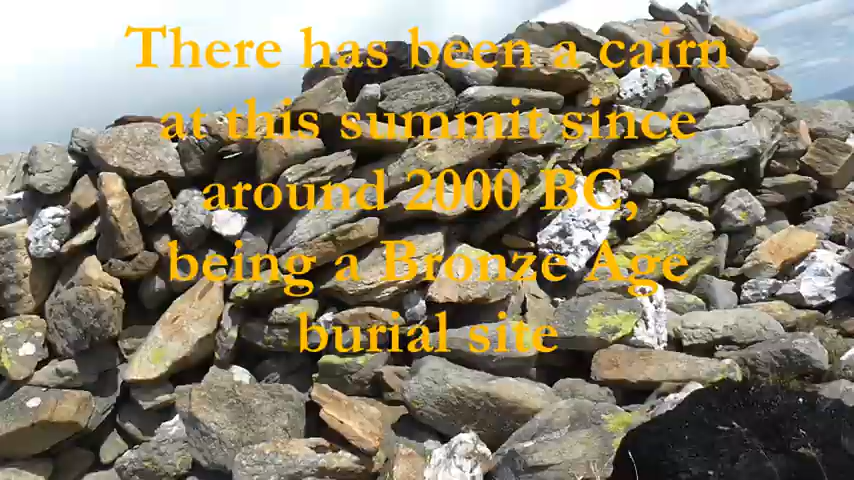 There has been a cairn
at this summit since
around 2000 BC,
being a Bronze Age
burial site